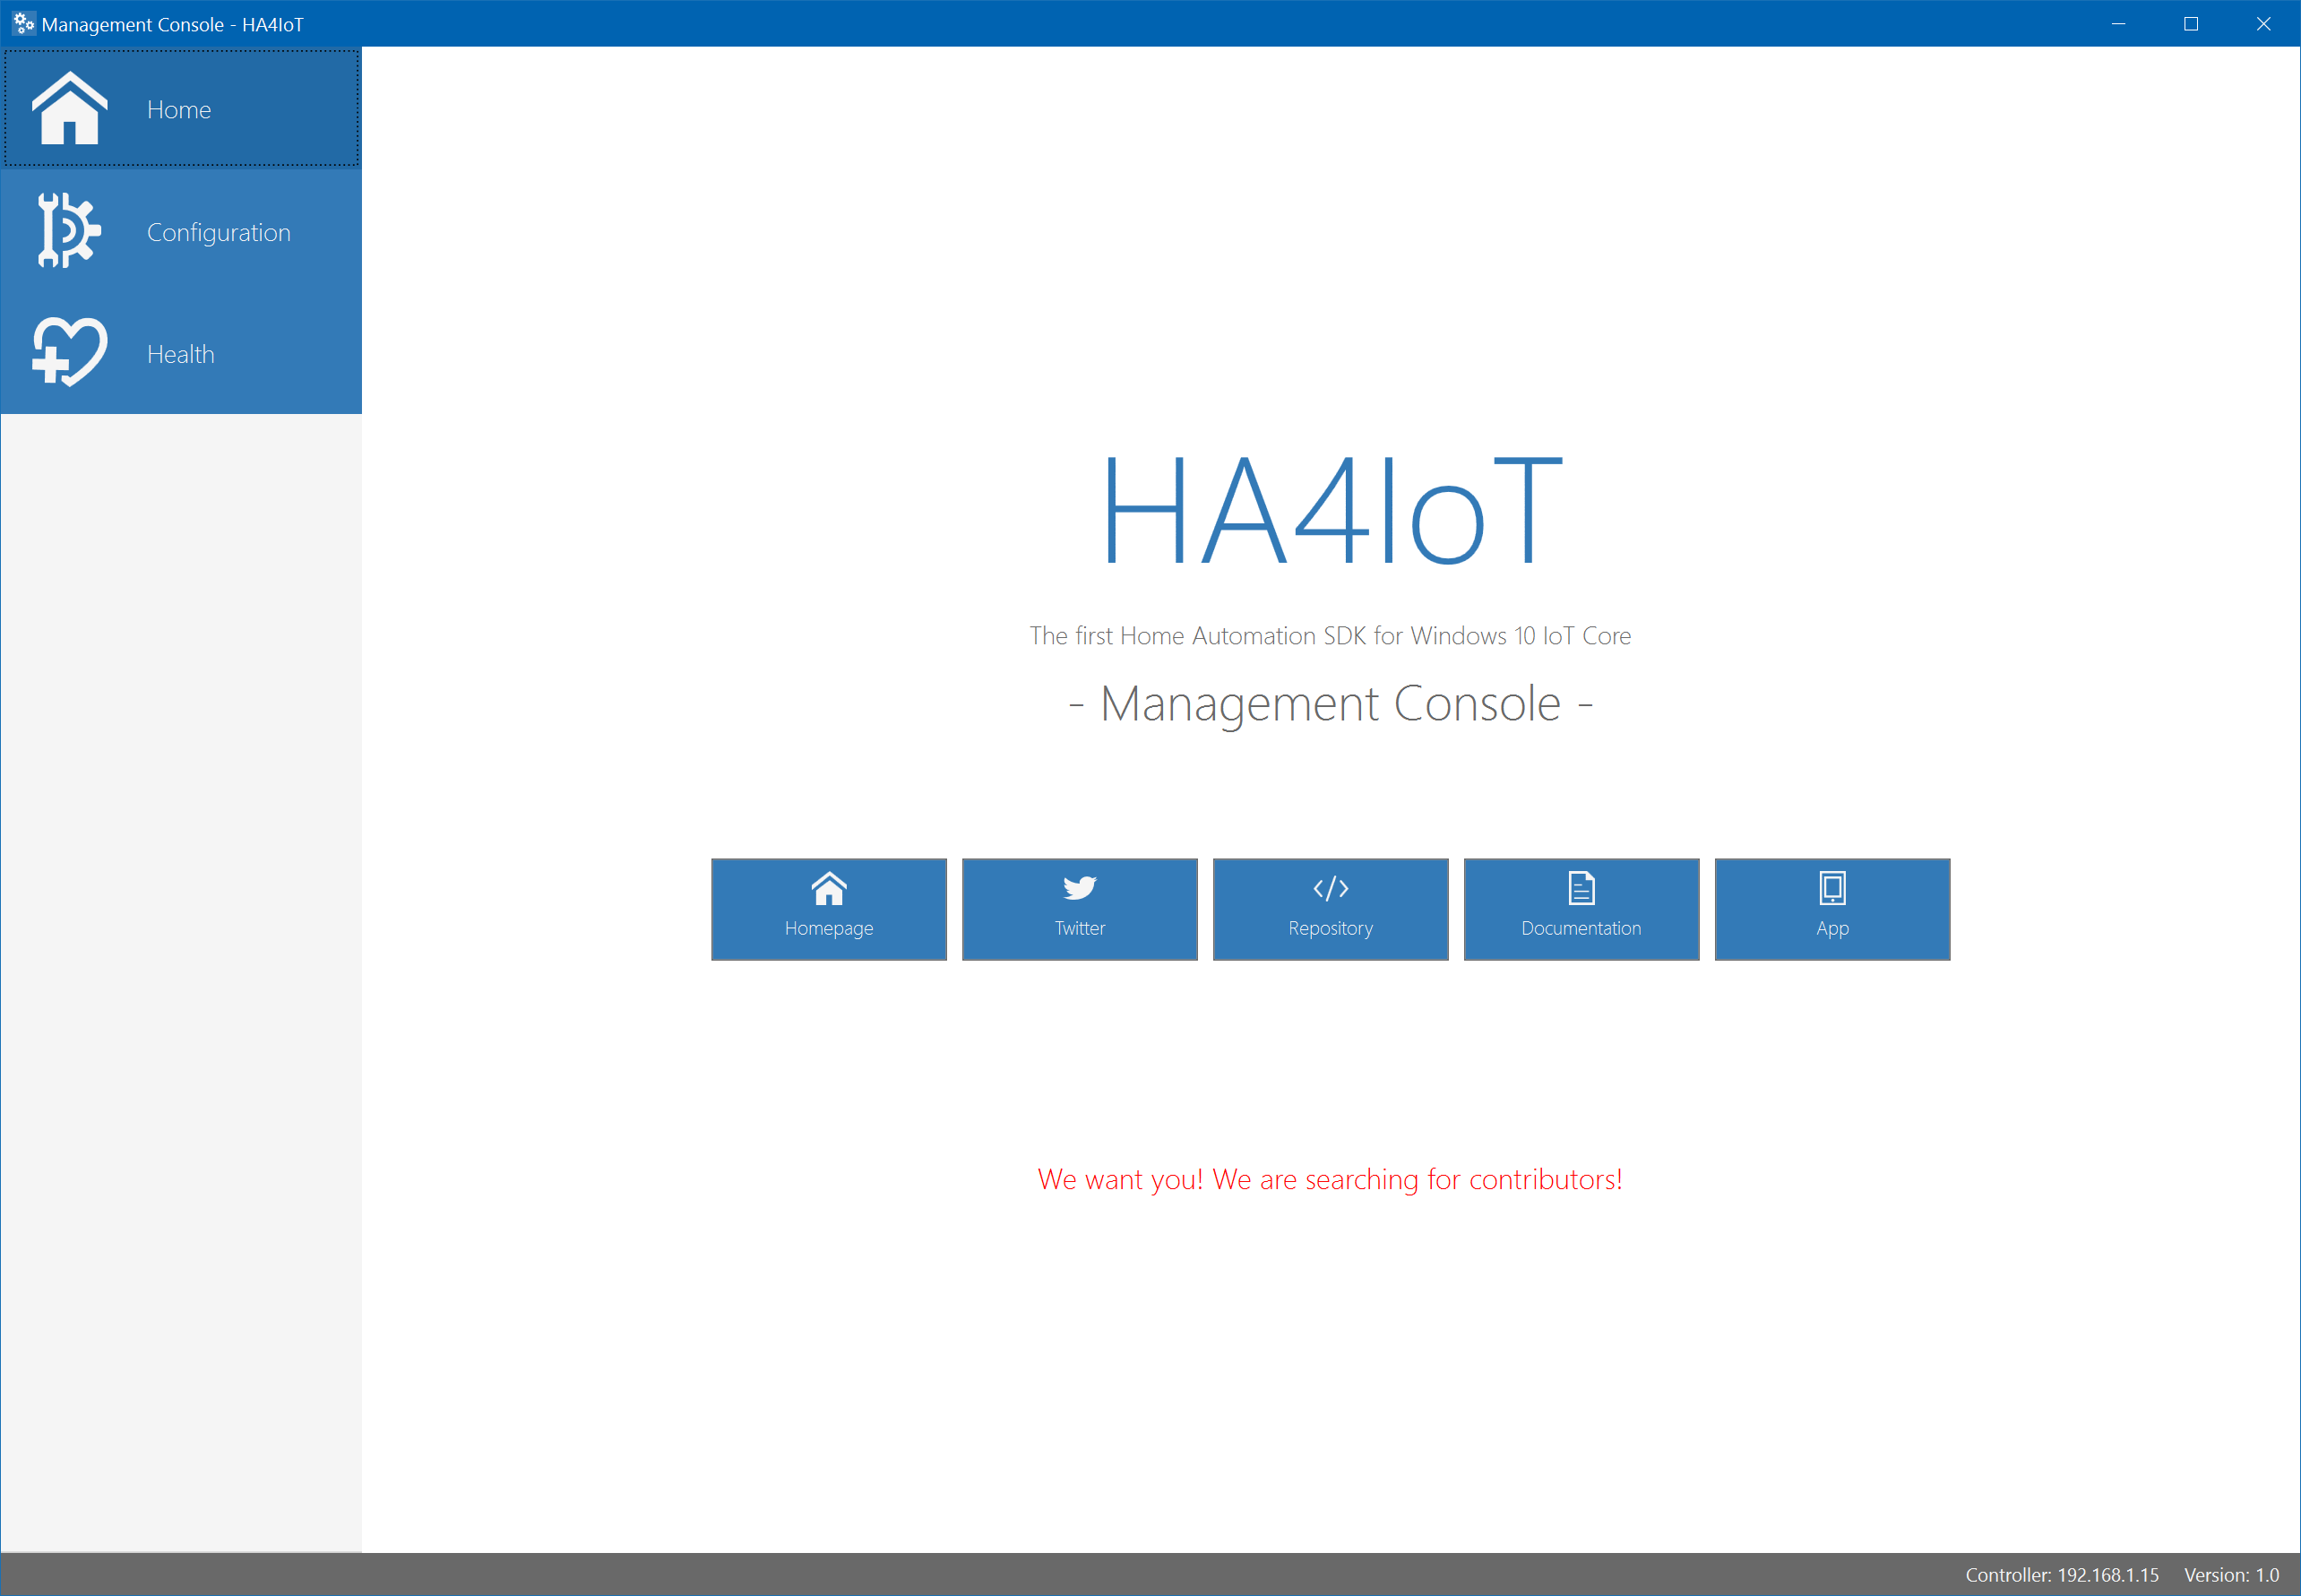 Management Console - HA4IoT
Home
Configuration
Health
HA4IoT
The first Home Automation SDK for Windows 10 IoT Core
- Management Console -
Homepage
Twitter
Repository
Documentation
App
We want you! We are searching for contributors!
Controller: 192.168.1.15 Version: 1.0